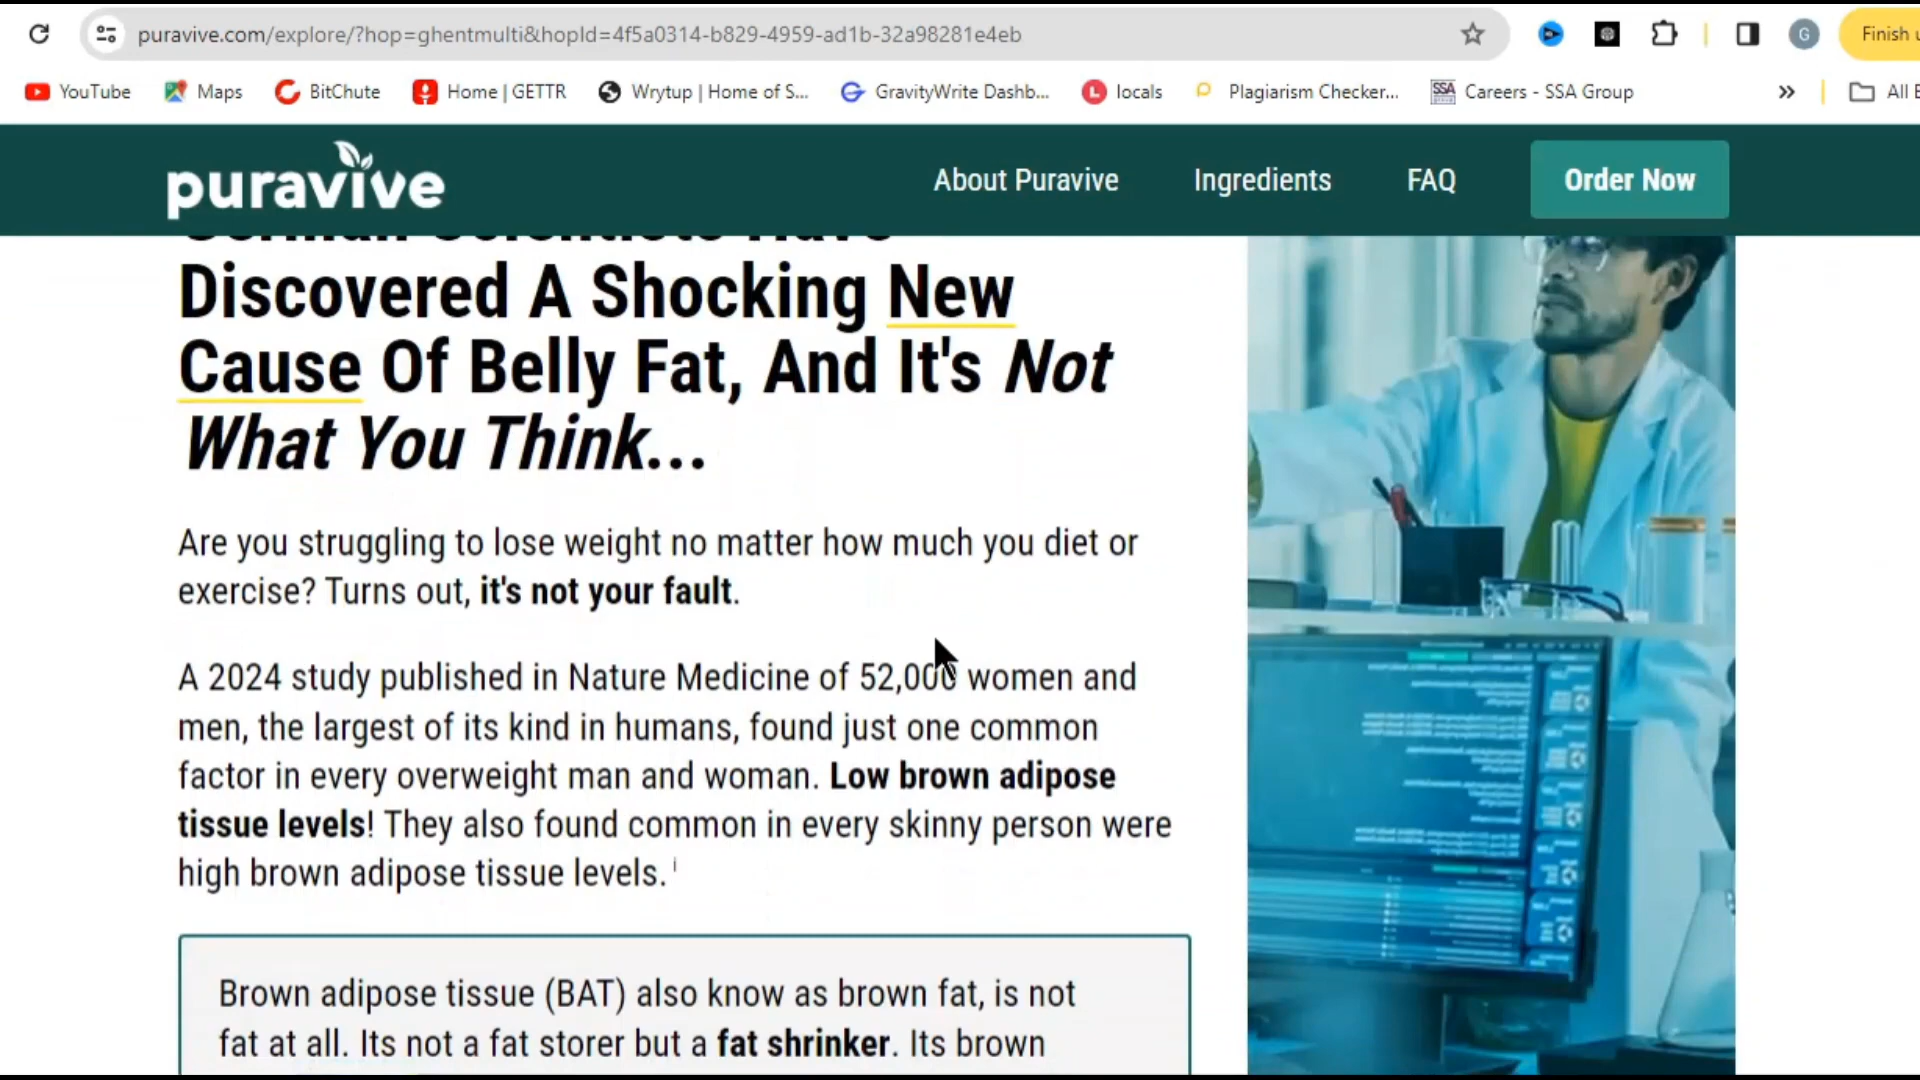 puravive.com/explore/?hop=ghentmulti&hopId=4f5a0314-b829-4959-ad1b-32a98281e4eb
Finish u
YouTube Maps BitChute Home | GETTR Wrytup | Home of S... GravityWrite Dashb... locals Plagiarism Checker... SSA Careers - SSA Group » All B
puravive About Puravive Ingredients FAQ Order Now
German Scientists Have
Discovered A Shocking New
Cause Of Belly Fat, And It's Not
What You Think...
Are you struggling to lose weight no matter how much you diet or
exercise? Turns out, it's not your fault.
A 2024 study published in Nature Medicine of 52,000 women and
men, the largest of its kind in humans, found just one common
factor in every overweight man and woman. Low brown adipose
tissue levels! They also found common in every skinny person were
high brown adipose tissue levels. i
Brown adipose tissue (BAT) also know as brown fat, is not
fat at all. Its not a fat storer but a fat shrinker. Its brown